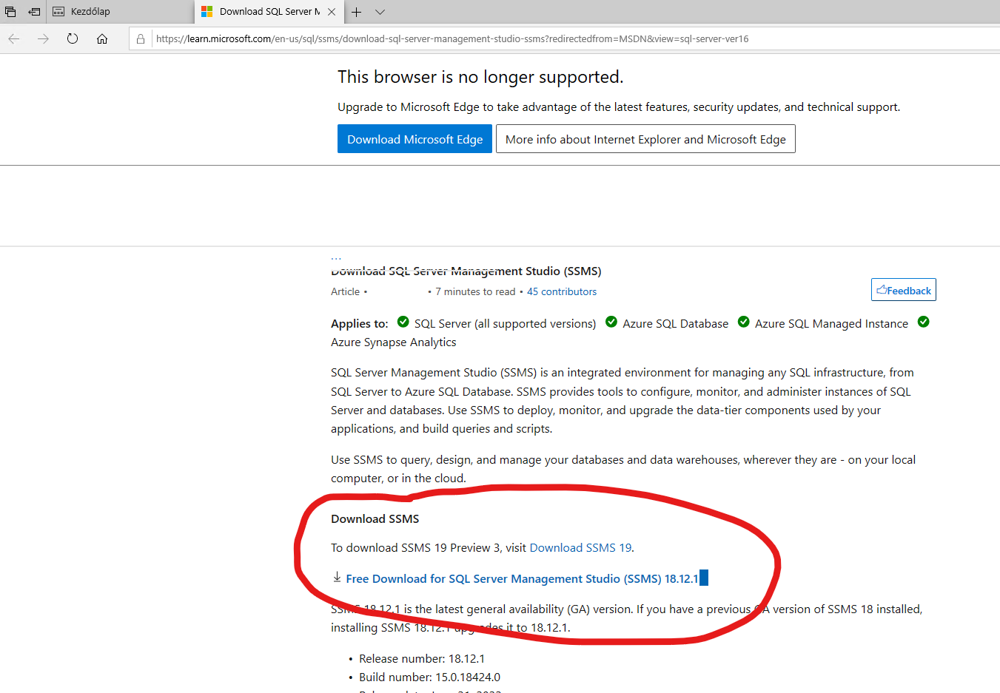 Kezdőlap
Download SQL Server M
https://learn.microsoft.com/en-us/sql/ssms/download-sql-server-management-studio-ssms?redirectedfrom=MSDN&view=sql-server-ver16
This browser is no longer supported.
Upgrade to Microsoft Edge to take advantage of the latest features, security updates, and technical support.
Download Microsoft Edge
More info about Internet Explorer and Microsoft Edge
...
Download SQL Server Management Studio (SSMS)
Article • • 7 minutes to read • 45 contributors
Feedback
Applies to: SQL Server (all supported versions) Azure SQL Database Azure SQL Managed Instance
Azure Synapse Analytics
SQL Server Management Studio (SSMS) is an integrated environment for managing any SQL infrastructure, from
SQL Server to Azure SQL Database. SSMS provides tools to configure, monitor, and administer instances of SQL
Server and databases. Use SSMS to deploy, monitor, and upgrade the data-tier components used by your
applications, and build queries and scripts.
Use SSMS to query, design, and manage your databases and data warehouses, wherever they are - on your local
computer, or in the cloud.
Download SSMS
To download SSMS 19 Preview 3, visit Download SSMS 19.
Free Download for SQL Server Management Studio (SSMS) 18.12.1
SSMS 18.12.1 is the latest general availability (GA) version. If you have a previous GA version of SSMS 18 installed,
installing SSMS 18.12.1 upgrades it to 18.12.1.
• Release number: 18.12.1
• Build number: 15.0.18424.0